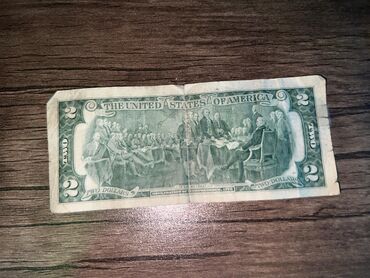 THE UNITED STATES OF AMERICA
2 2
TWO TWO
2 2
TWO DOLLARS TWO DOLLARS